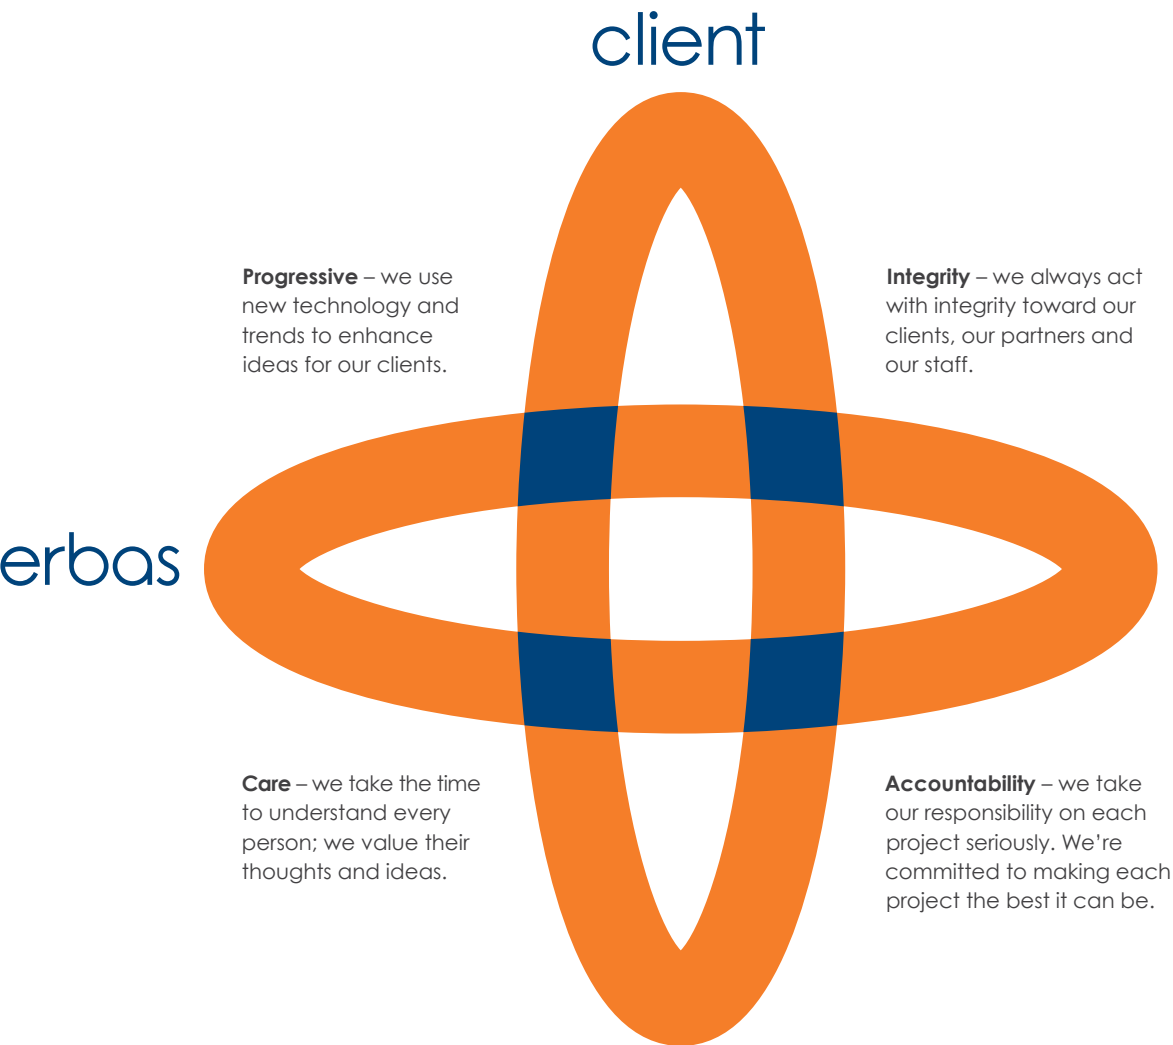 client
Progressive – we use
new technology and
trends to enhance
ideas for our clients.
Integrity – we always act
with integrity toward our
clients, our partners and
our staff.
erbas
Care – we take the time
to understand every
person; we value their
thoughts and ideas.
Accountability – we take
our responsibility on each
project seriously. We’re
committed to making each
project the best it can be.